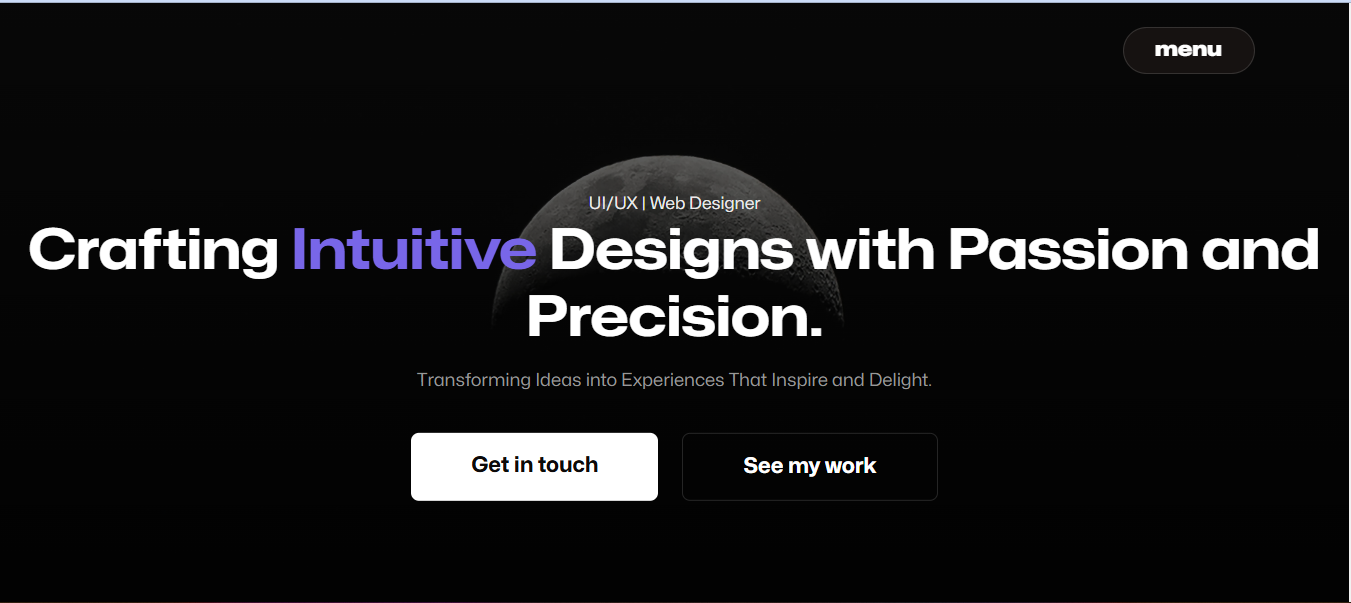 menu
UI/UX | Web Designer
Crafting Intuitive Designs with Passion and
Precision.
Transforming Ideas into Experiences That Inspire and Delight.
Get in touch
See my work